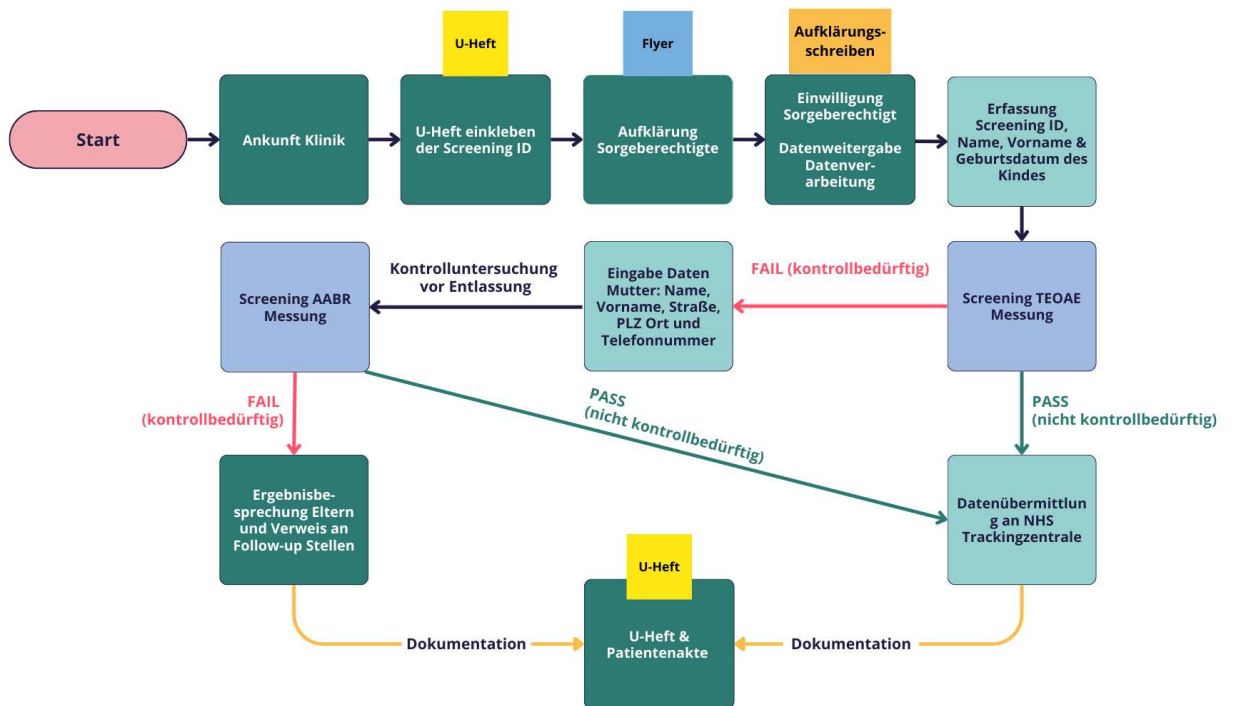 U-Heft
Flyer
Aufklärungs-
schreiben
Start
Ankunft Klinik
U-Heft einkleben
der Screening ID
Aufklärung
Sorgeberechtigte
Einwilligung
Sorgeberechtigt
Datenweitergabe
Datenver-
arbeitung
Erfassung
Screening ID,
Name, Vorname &
Geburtsdatum des
Kindes
Screening AABR
Messung
Kontrolluntersuchung
vor Entlassung
Eingabe Daten
Mutter: Name,
Vorname, Straße,
PLZ Ort und
Telefonnummer
FAIL (kontrollbedürftig)
Screening TEOAE
Messung
FAIL
(kontrollbedürftig)
PASS
(nicht kontrollbedürftig)
PASS
(nicht kontrollbedürftig)
Ergebnisbe-
sprechung Eltern
und Verweis an
Follow-up Stellen
Datenübermittlun
g an NHS
Trackingzentrale
U-Heft
Dokumentation
U-Heft &
Patientenakte
Dokumentation